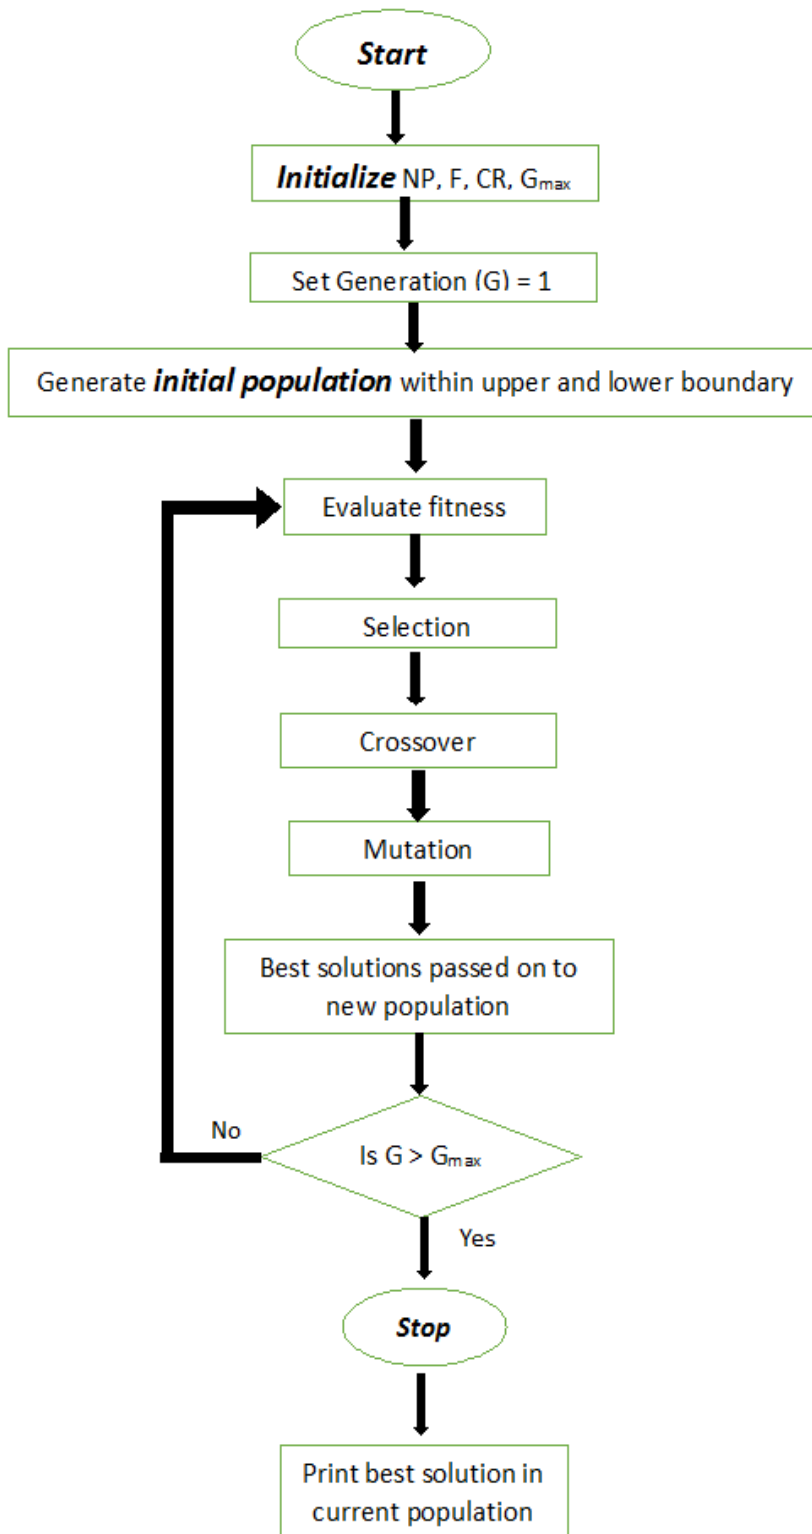 Start
Initialize NP, F, CR, Gmax
Set Generation (G) = 1
Generate initial population within upper and lower boundary
Evaluate fitness
Selection
Crossover
Mutation
Best solutions passed on to
new population
No
Is G > Gmax
Yes
Stop
Print best solution in
current population